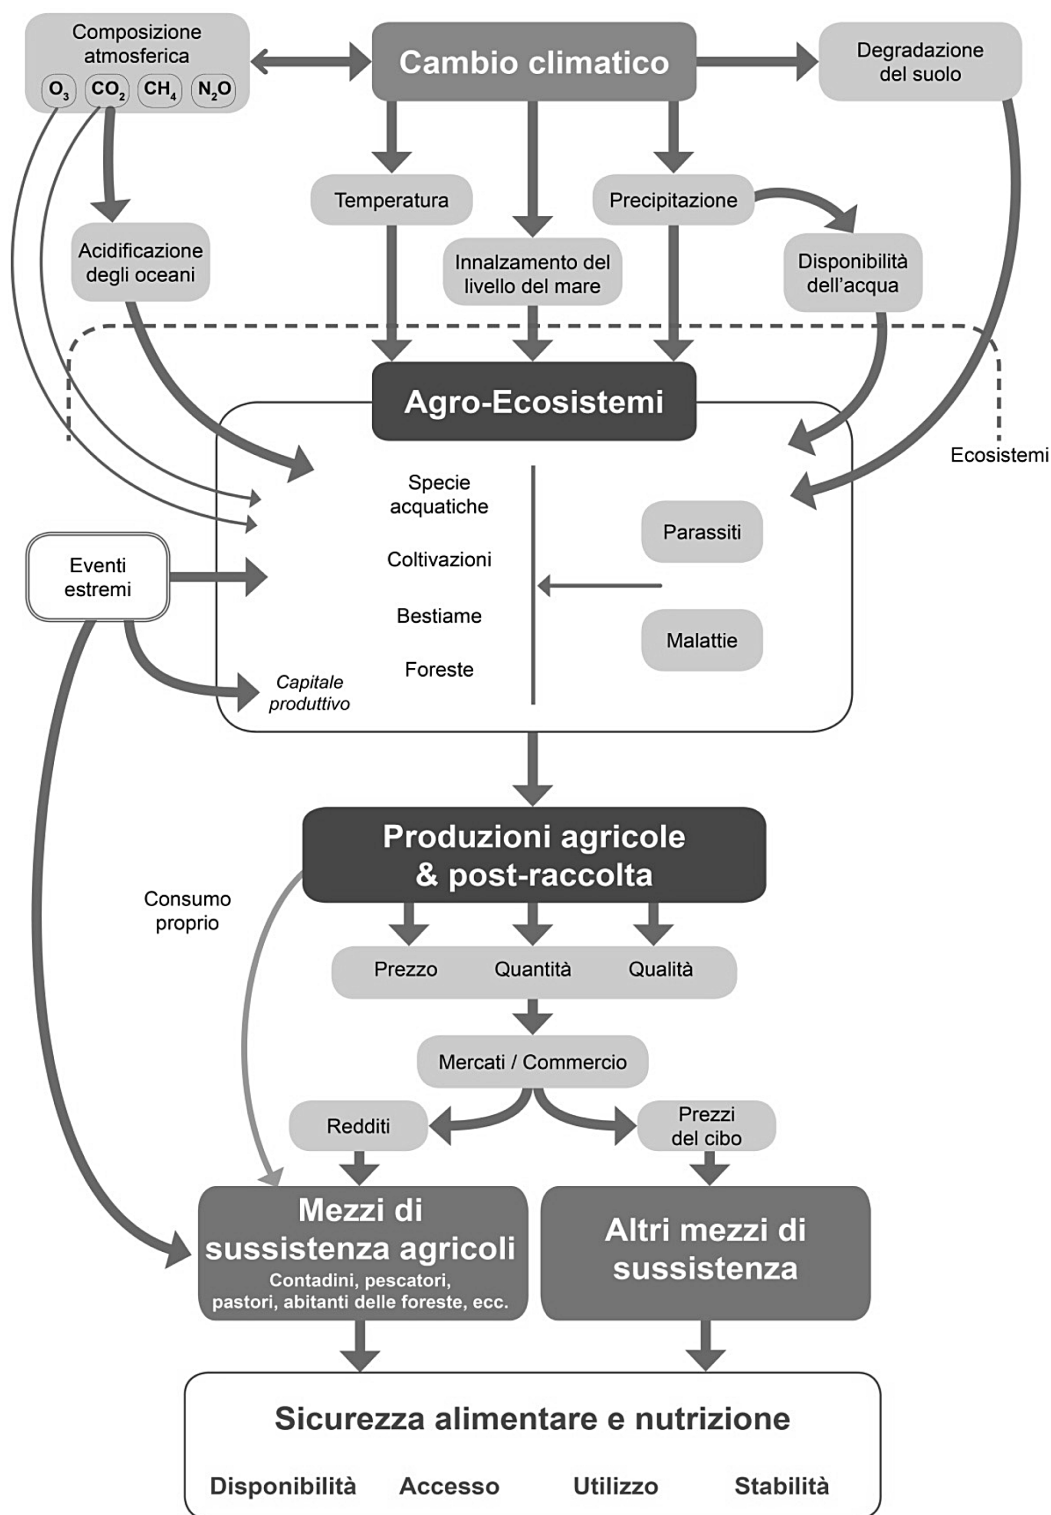 Composizione
atmosferica
O3 CO2 CH4 N2O
Cambio climatico
Degradazione
del suolo
Temperatura
Precipitazione
Acidificazione
degli oceani
Innalzamento del
livello del mare
Disponibilità
dell'acqua
Agro-Ecosistemi
Ecosistemi
Specie
acquatiche
Coltivazioni
Bestiame
Foreste
Parassiti
Malattie
Eventi
estremi
Capitale
produttivo
Produzioni agricole
& post-raccolta
Consumo
proprio
Prezzo Quantità Qualità
Mercati / Commercio
Redditi
Prezzi
del cibo
Mezzi di
sussistenza agricoli
Contadini, pescatori,
pastori, abitanti delle foreste, ecc.
Altri mezzi di
sussistenza
Sicurezza alimentare e nutrizione
Disponibilità Accesso Utilizzo Stabilità